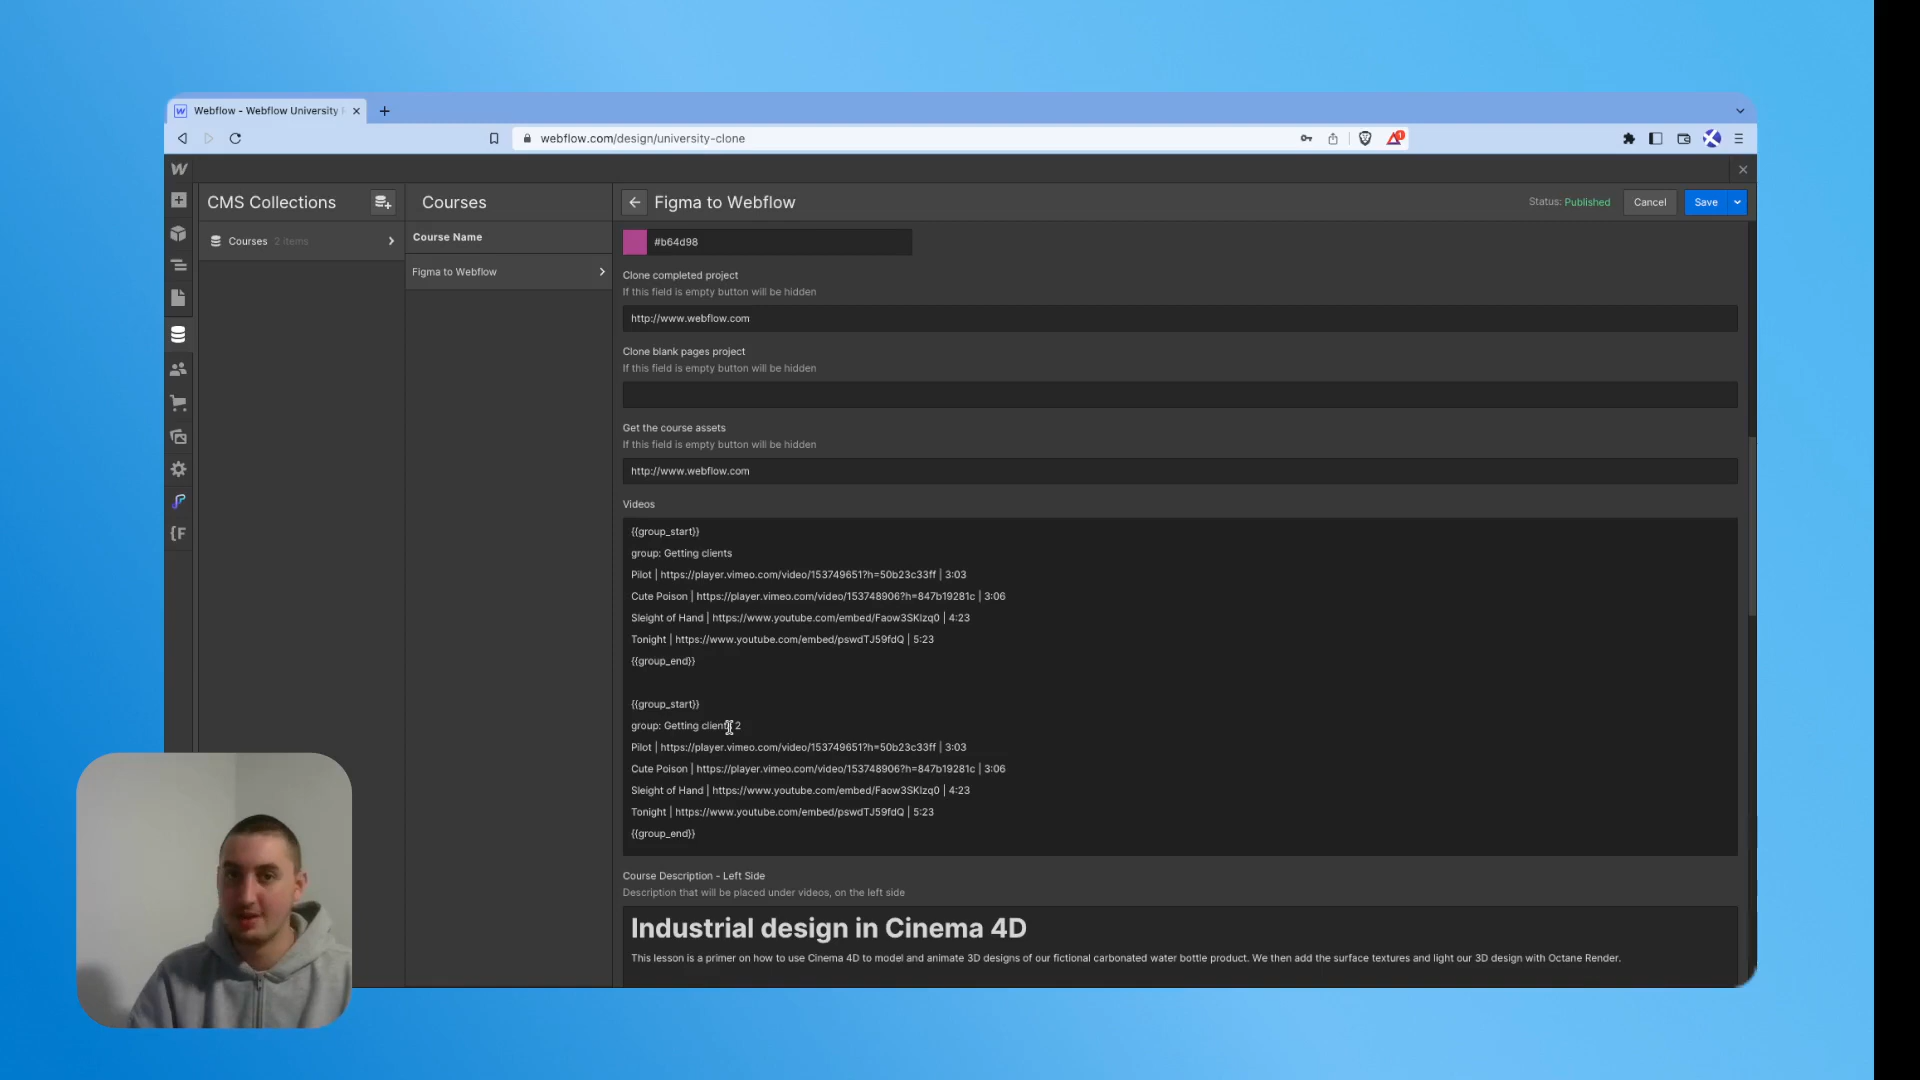 Webflow - Webflow University
webflow.com/design/university-clone
1
CMS Collections
Courses
Figma to Webflow
Status: Published
Cancel
Save
Courses 2 items
Course Name
Figma to Webflow
#b64d98
Clone completed project
If this field is empty button will be hidden
http://www.webflow.com
Clone blank pages project
If this field is empty button will be hidden
Get the course assets
If this field is empty button will be hidden
http://www.webflow.com
Videos
{{group_start}}
group: Getting clients
Pilot | https://player.vimeo.com/video/153749651?h=50b23c33ff | 3:03
Cute Poison | https://player.vimeo.com/video/153748906?h=847b19281c | 3:06
Sleight of Hand | https://www.youtube.com/embed/Faow3SKIzq0 | 4:23
Tonight | https://www.youtube.com/embed/pswdTJ59fdQ | 5:23
{{group_end}}
{{group_start}}
group: Getting clients 2
Pilot | https://player.vimeo.com/video/153749651?h=50b23c33ff | 3:03
Cute Poison | https://player.vimeo.com/video/153748906?h=847b19281c | 3:06
Sleight of Hand | https://www.youtube.com/embed/Faow3SKIzq0 | 4:23
Tonight | https://www.youtube.com/embed/pswdTJ59fdQ | 5:23
{{group_end}}
Course Description - Left Side
Description that will be placed under videos, on the left side
Industrial design in Cinema 4D
This lesson is a primer on how to use Cinema 4D to model and animate 3D designs of our fictional carbonated water bottle product. We then add the surface textures and light our 3D design with Octane Render.